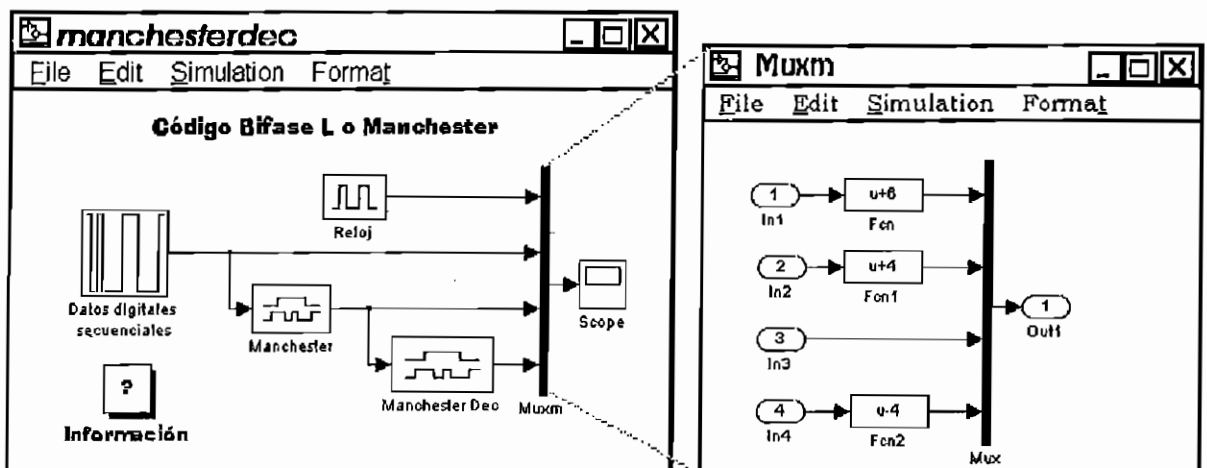 manchesterdec
File Edit Simulation Format
Código Bifase L o Manchester
Reloj
Datos digitales
secuenciales
Manchester
Manchester Dec
Muxm
Scope
?
Información
Muxm
File Edit Simulation Format
1
In1
u+6
Fcn
2
In2
u+4
Fcn1
3
In3
1
Out1
4
In4
u-4
Fcn2
Mux